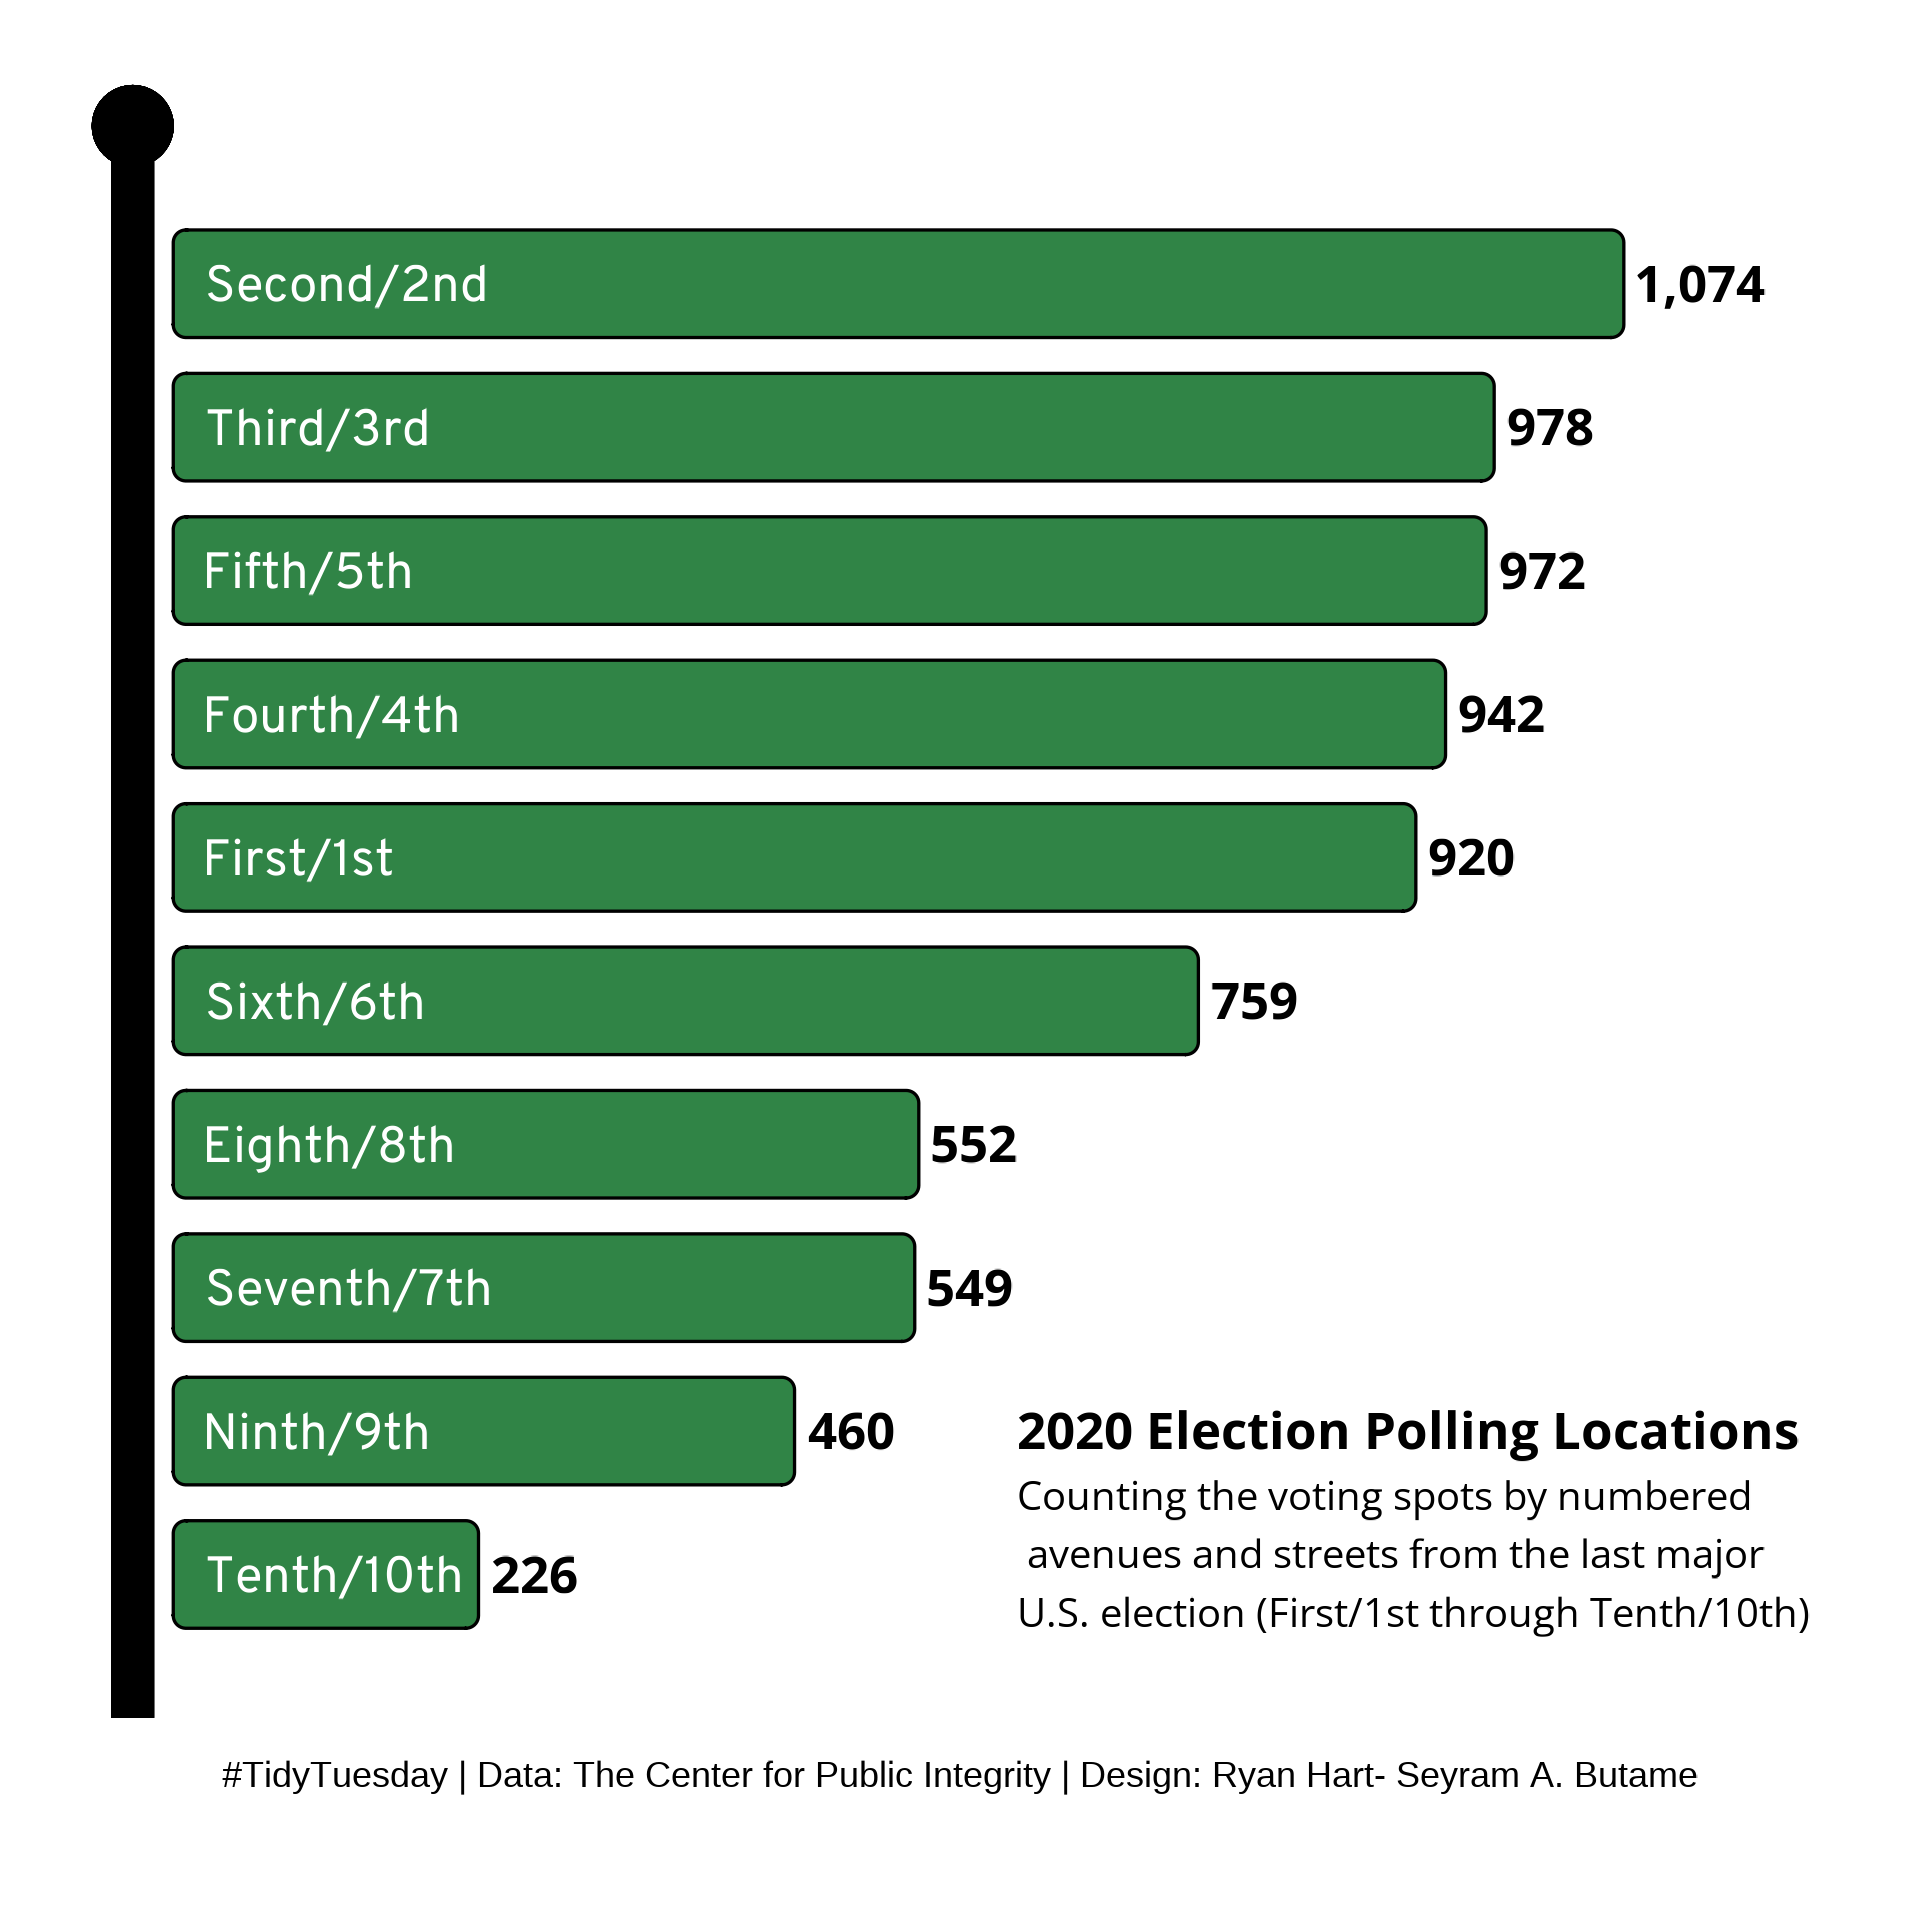 Second/2nd 1,074
Third/3rd 978
Fifth/5th 972
Fourth/4th 942
First/1st 920
Sixth/6th 759
Eighth/8th 552
Seventh/7th 549
Ninth/9th 460
Tenth/10th 226
2020 Election Polling Locations
Counting the voting spots by numbered
avenues and streets from the last major
U.S. election (First/1st through Tenth/10th)
#TidyTuesday | Data: The Center for Public Integrity | Design: Ryan Hart- Seyram A. Butame